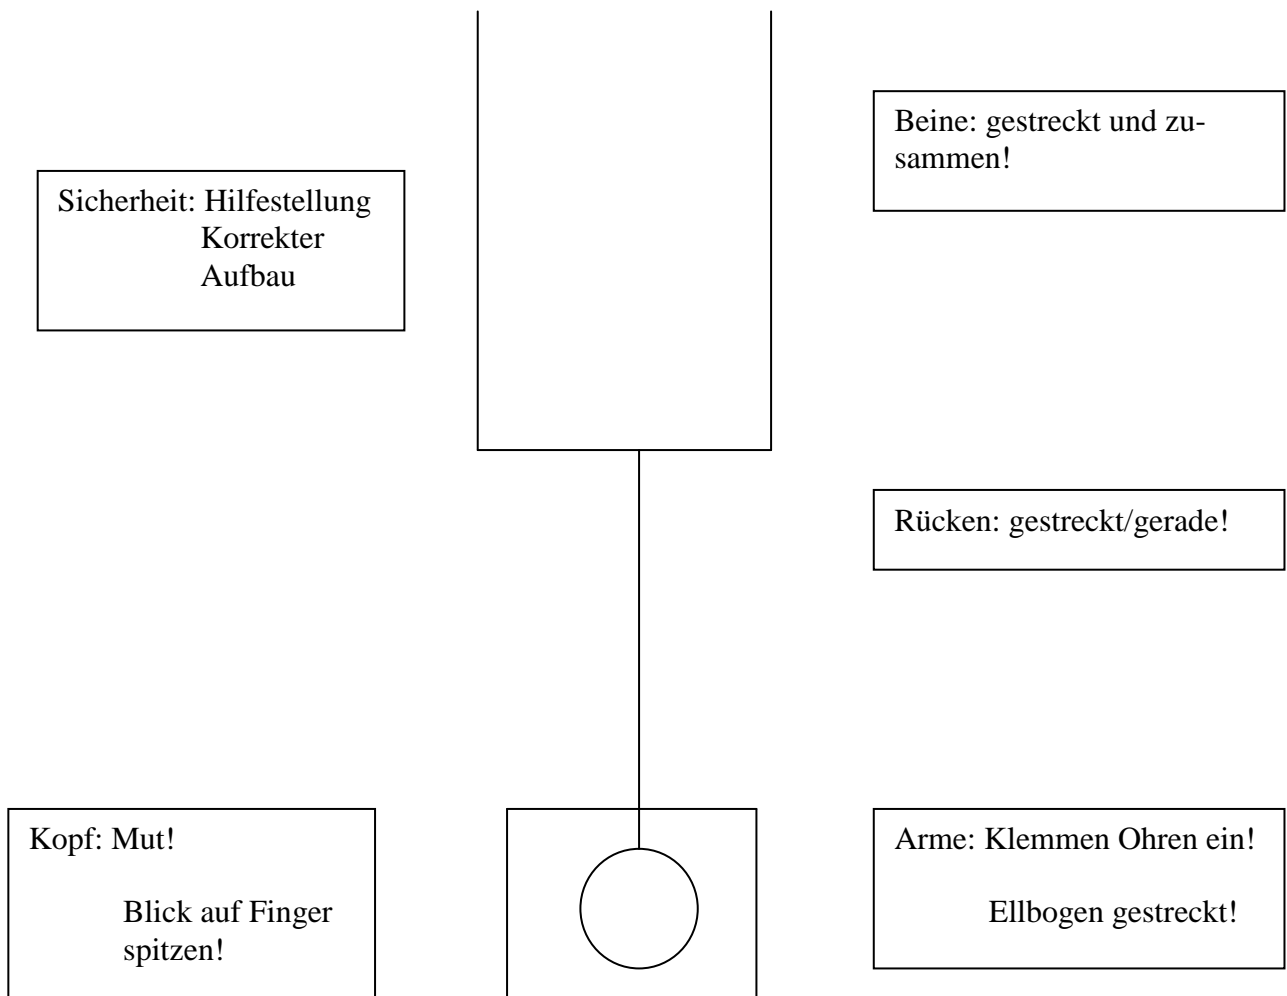 Beine: gestreckt und zu-
sammen!
Sicherheit: Hilfestellung
Korrekter
Aufbau
Rücken: gestreckt/gerade!
Kopf: Mut!
Blick auf Finger
spitzen!
Arme: Klemmen Ohren ein!
Ellbogen gestreckt!